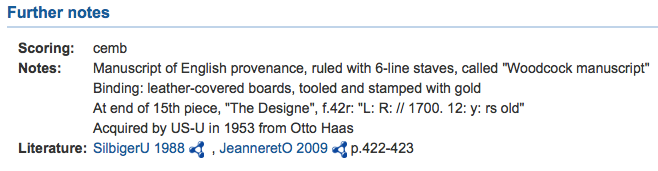 Further notes
Scoring: cemb
Notes: Manuscript of English provenance, ruled with 6-line staves, called "Woodcock manuscript"
Binding: leather-covered boards, tooled and stamped with gold
At end of 15th piece, "The Designe", f.42r: "L: R: // 1700. 12: y: rs old"
Acquired by US-U in 1953 from Otto Haas
Literature: SilbigerU 1988 , JeanneretO 2009 p.422-423